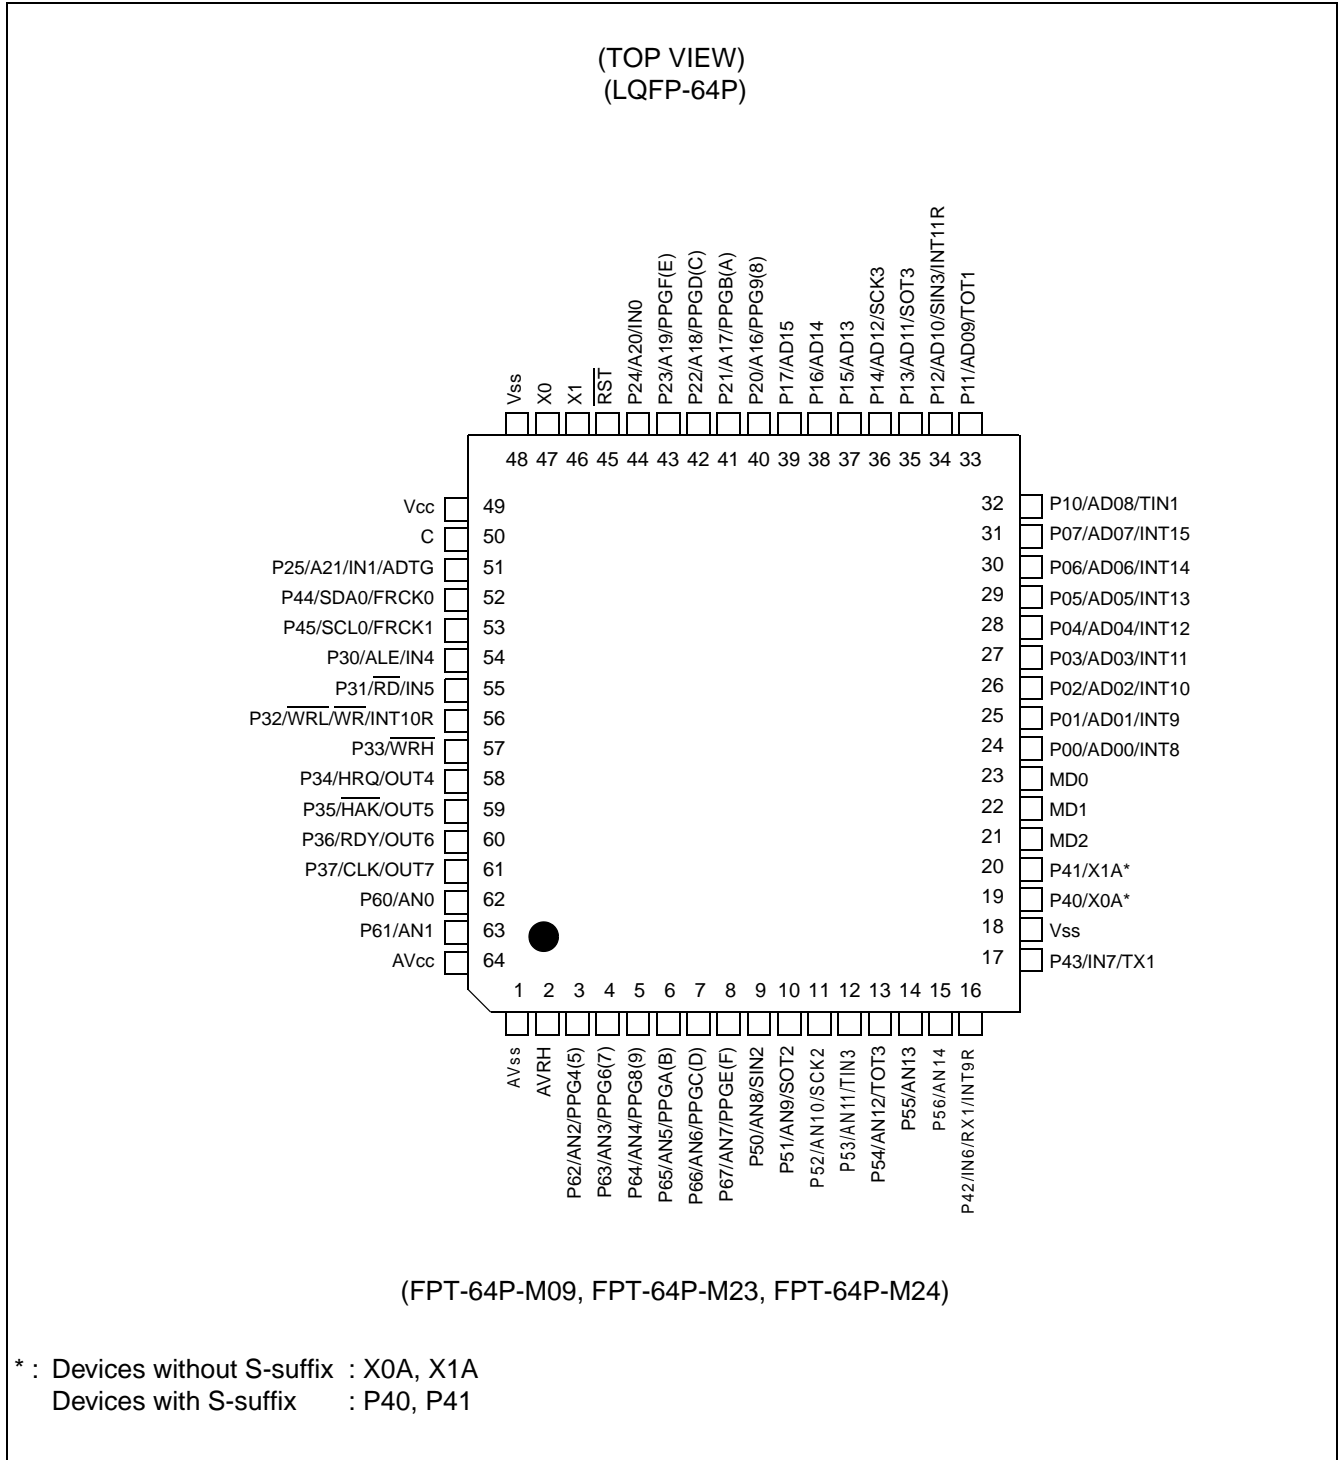 (TOP VIEW)
(LQFP-64P)
Vss
X0
X1
RST
P24/A20/IN0
P23/A19/PPGF(E)
P22/A18/PPGD(C)
P21/A17/PPGB(A)
P20/A16/PPG9(8)
P17/AD15
P16/AD14
P15/AD13
P14/AD12/SCK3
P13/AD11/SOT3
P12/AD10/SIN3/INT11R
P11/AD09/TOT1
48 47 46 45 44 43 42 41 40 39 38 37 36 35 34 33
Vcc 49
C 50
P25/A21/IN1/ADTG 51
P44/SDA0/FRCK0 52
P45/SCL0/FRCK1 53
P30/ALE/IN4 54
P31/RD/IN5 55
P32/WRL/WR/INT10R 56
P33/WRH 57
P34/HRQ/OUT4 58
P35/HAK/OUT5 59
P36/RDY/OUT6 60
P37/CLK/OUT7 61
P60/AN0 62
P61/AN1 63
AVcc 64
32 P10/AD08/TIN1
31 P07/AD07/INT15
30 P06/AD06/INT14
29 P05/AD05/INT13
28 P04/AD04/INT12
27 P03/AD03/INT11
26 P02/AD02/INT10
25 P01/AD01/INT9
24 P00/AD00/INT8
23 MD0
22 MD1
21 MD2
20 P41/X1A*
19 P40/X0A*
18 Vss
17 P43/IN7/TX1
1 2 3 4 5 6 7 8 9 10 11 12 13 14 15 16
AVss
AVRH
P62/AN2/PPG4(5)
P63/AN3/PPG6(7)
P64/AN4/PPG8(9)
P65/AN5/PPGA(B)
P66/AN6/PPGC(D)
P67/AN7/PPGE(F)
P50/AN8/SIN2
P51/AN9/SOT2
P52/AN10/SCK2
P53/AN11/TIN3
P54/AN12/TOT3
P55/AN13
P56/AN14
P42/IN6/RX1/INT9R
(FPT-64P-M09, FPT-64P-M23, FPT-64P-M24)
* : Devices without S-suffix : X0A, X1A
Devices with S-suffix : P40, P41